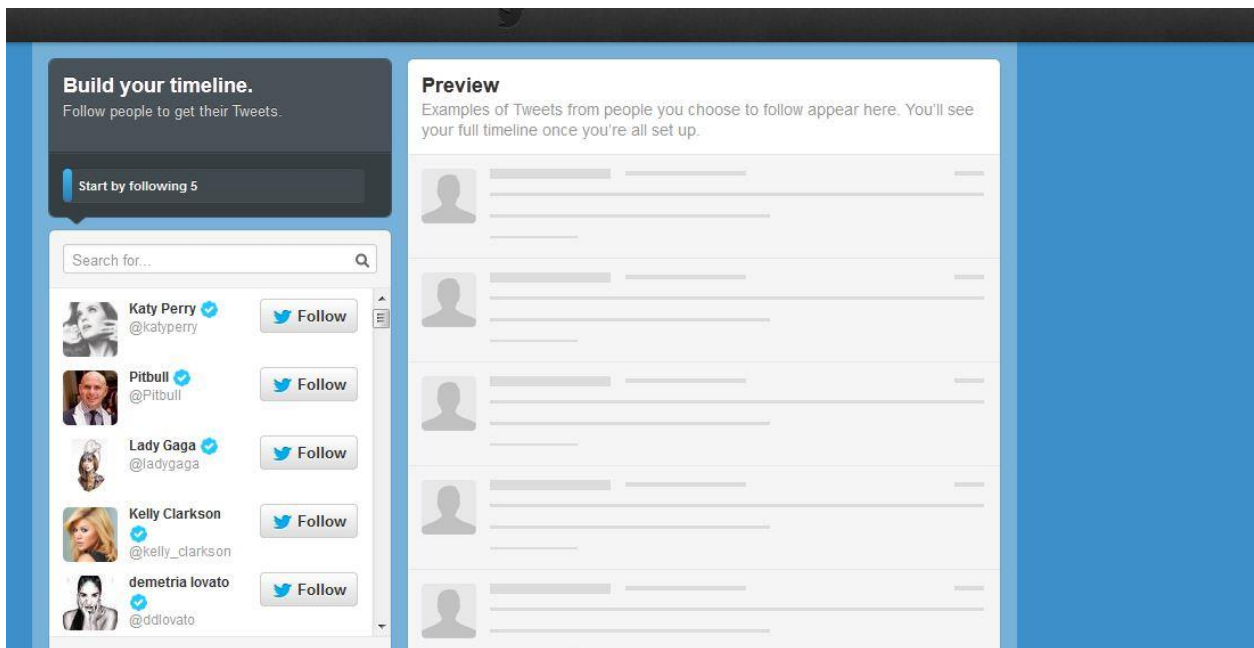 Build your timeline.
Follow people to get their Tweets.
Start by following 5
Search for...
Katy Perry
@katyperry
Follow
Pitbull
@Pitbull
Follow
Lady Gaga
@ladygaga
Follow
Kelly Clarkson
@kelly_clarkson
Follow
demetria lovato
@ddlovato
Follow
Preview
Examples of Tweets from people you choose to follow appear here. You'll see
your full timeline once you're all set up.